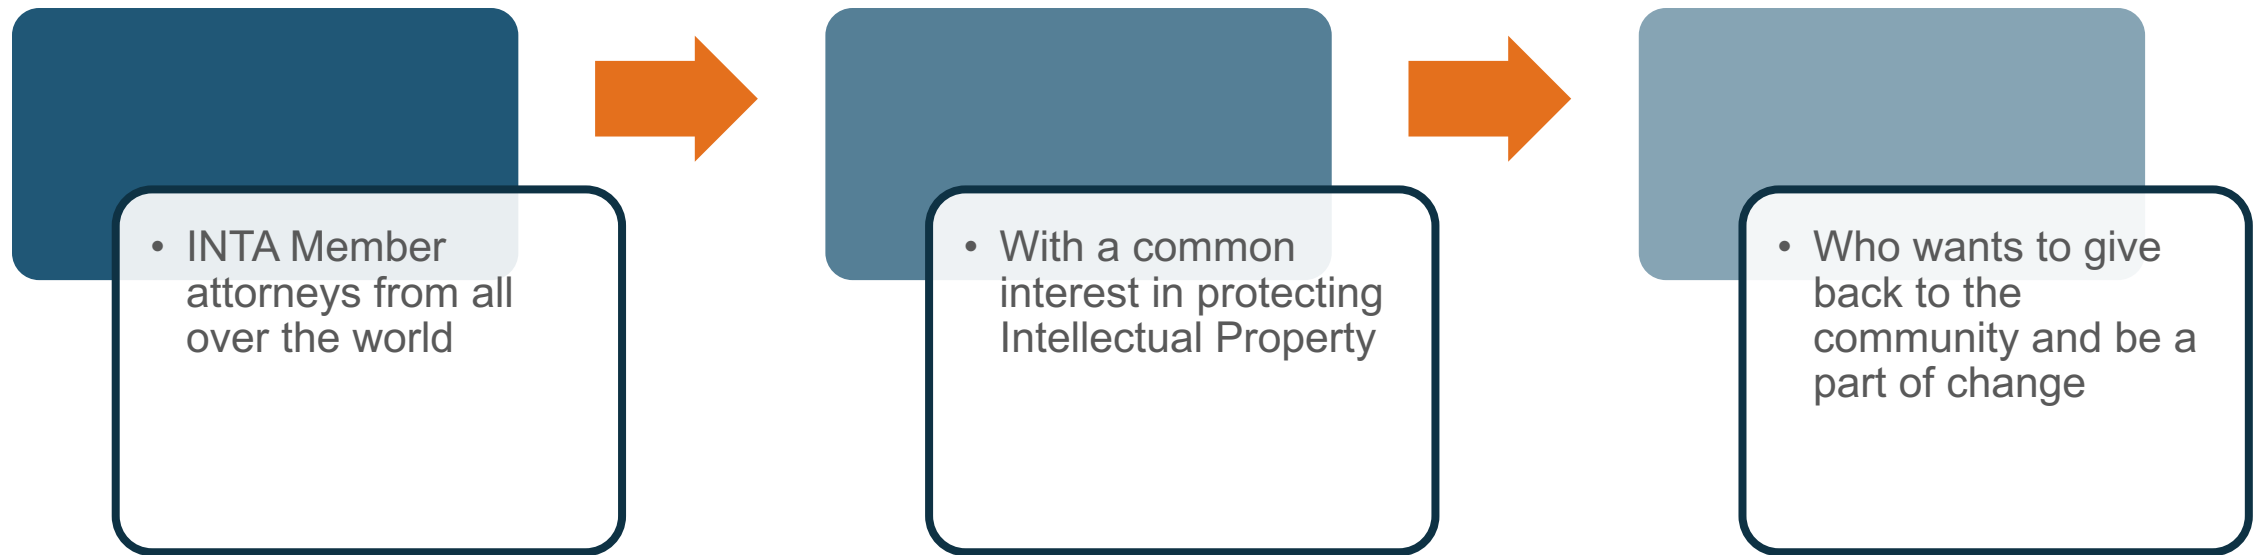 • INTA Member
attorneys from all
over the world
• With a common
interest in protecting
Intellectual Property
• Who wants to give
back to the
community and be a
part of change